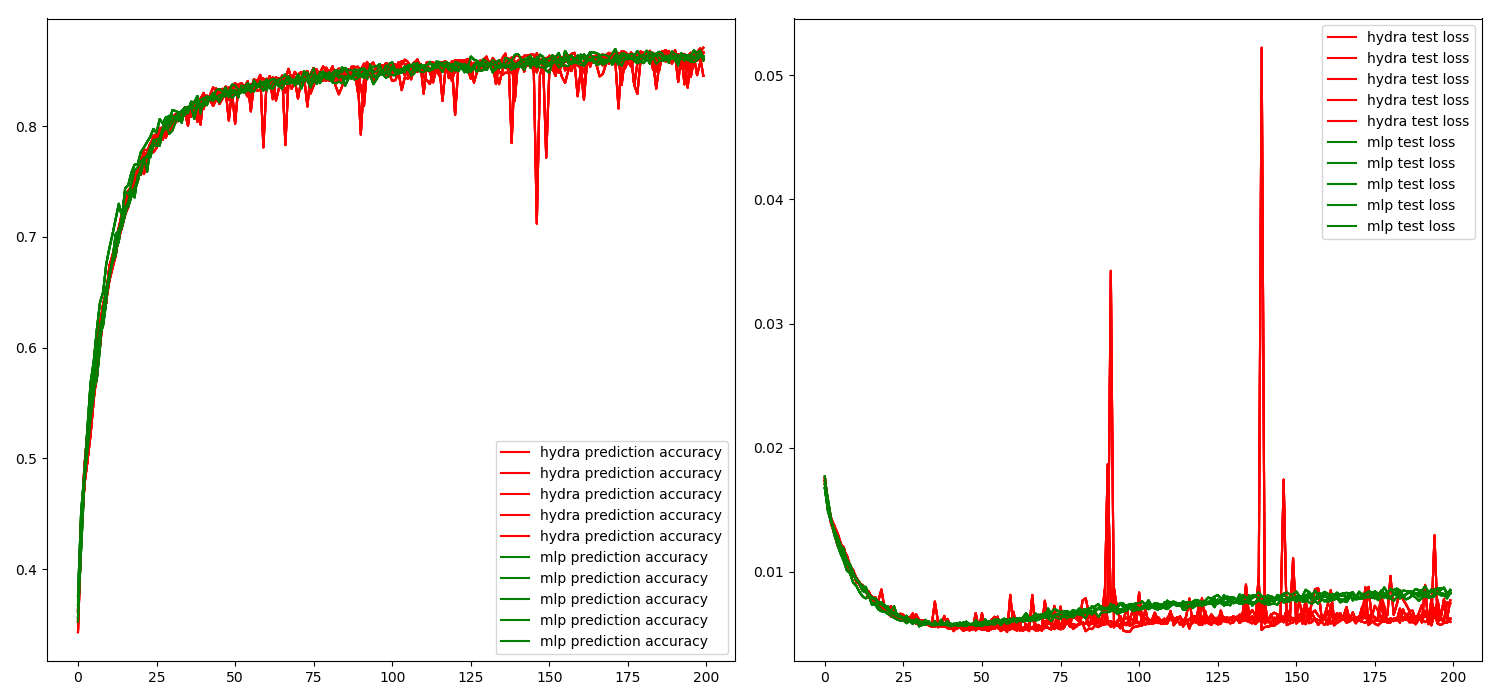 0.8
0.7
0.6
0.5
0.4
0
25
50
75
100
125
150
175
200
hydra prediction accuracy
hydra prediction accuracy
hydra prediction accuracy
hydra prediction accuracy
hydra prediction accuracy
mlp prediction accuracy
mlp prediction accuracy
mlp prediction accuracy
mlp prediction accuracy
mlp prediction accuracy
0.05
0.04
0.03
0.02
0.01
0
25
50
75
100
125
150
175
200
hydra test loss
hydra test loss
hydra test loss
hydra test loss
hydra test loss
mlp test loss
mlp test loss
mlp test loss
mlp test loss
mlp test loss